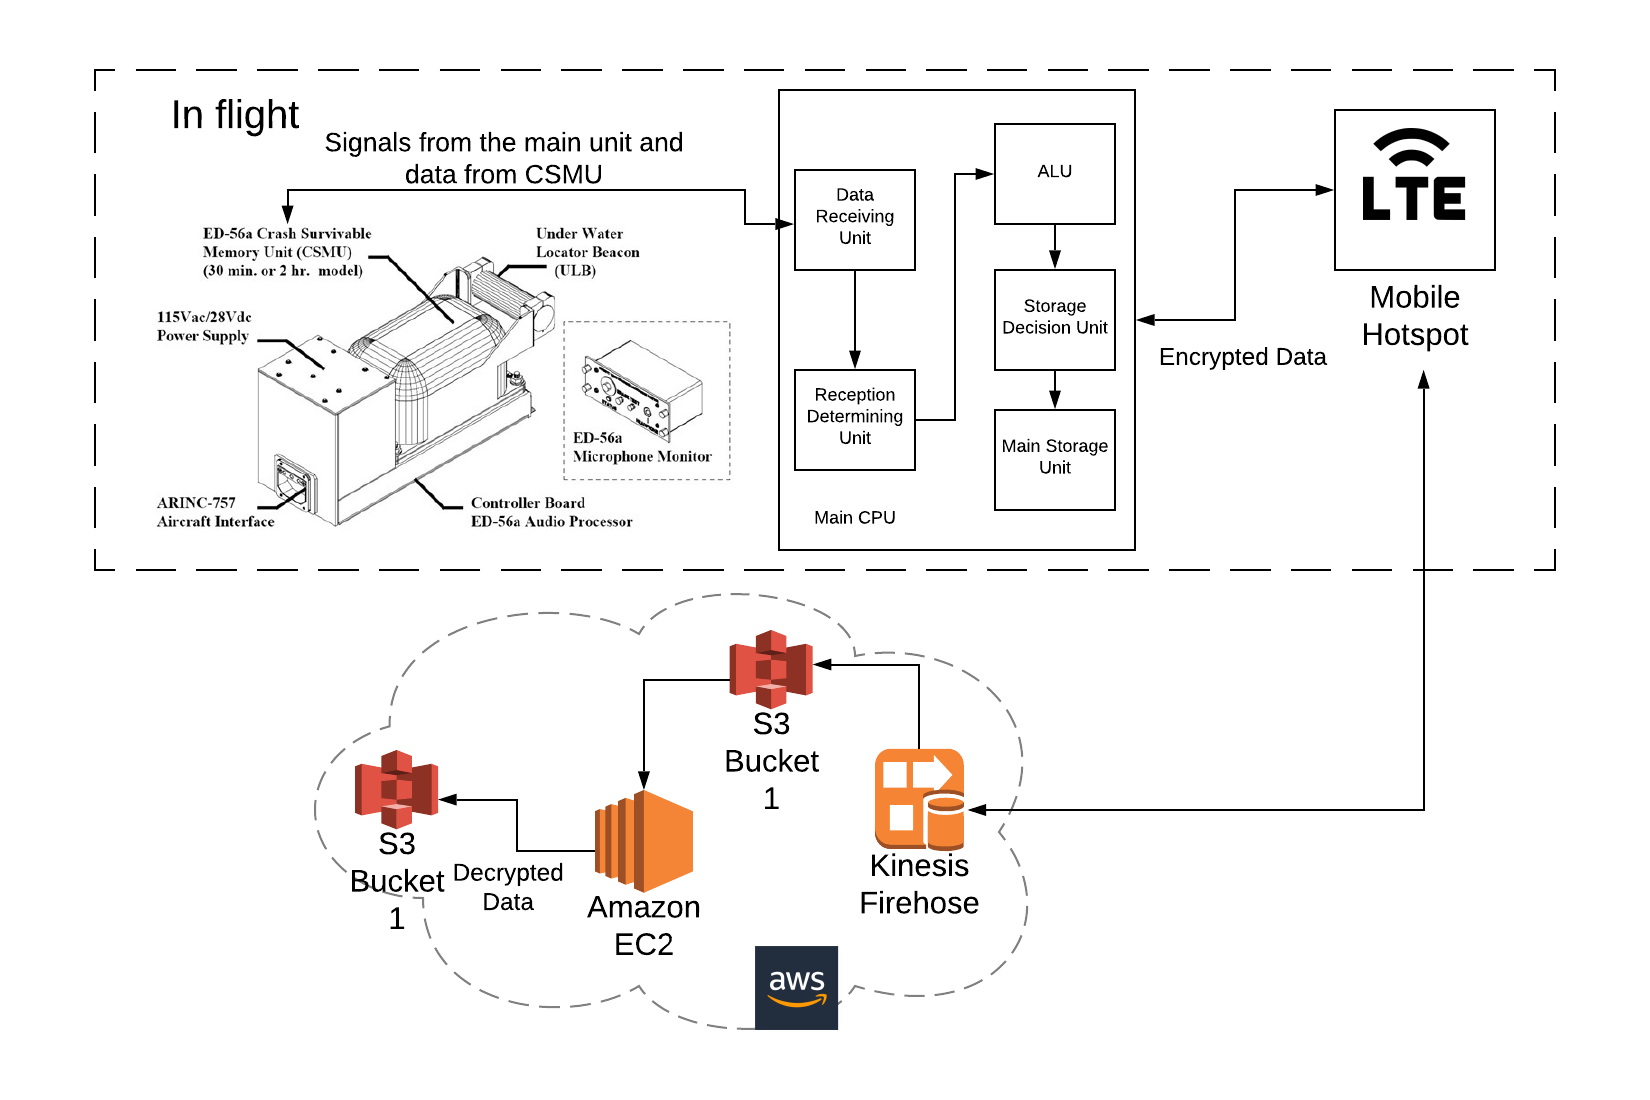 In flight
Signals from the main unit and
data from CSMU
ED-56a Crash Survivable
Memory Unit (CSMU)
(30 min. or 2 hr. model)
Under Water
Locator Beacon
(ULB)
115Vac/28Vdc
Power Supply
ED-56a
Microphone Monitor
ARINC-757
Aircraft Interface
Controller Board
ED-56a Audio Processor
Data
Receiving
Unit
Reception
Determining
Unit
Main CPU
ALU
Storage
Decision Unit
Main Storage
Unit
LTE
Mobile
Hotspot
Encrypted Data
S3
Bucket
1
Kinesis
Firehose
S3
Bucket
1
Decrypted
Data
Amazon
EC2
aws